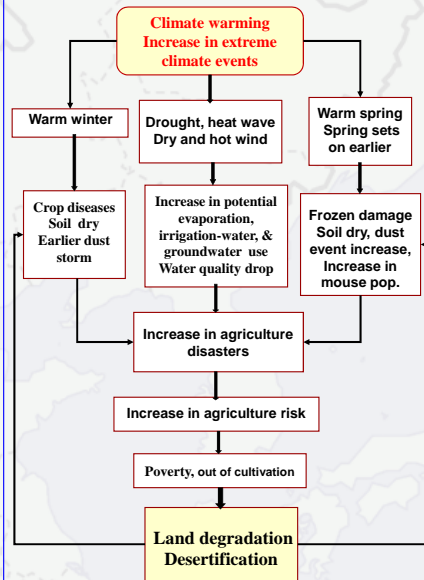 Climate warming
Increase in extreme
climate events
Warm winter
Drought, heat wave
Dry and hot wind
Warm spring
Spring sets
on earlier
Crop diseases
Soil dry
Earlier dust
storm
Increase in potential
evaporation,
irrigation-water, &
groundwater use
Water quality drop
Frozen damage
Soil dry, dust
event increase,
Increase in
mouse pop.
Increase in agriculture
disasters
Increase in agriculture risk
Poverty, out of cultivation
Land degradation
Desertification